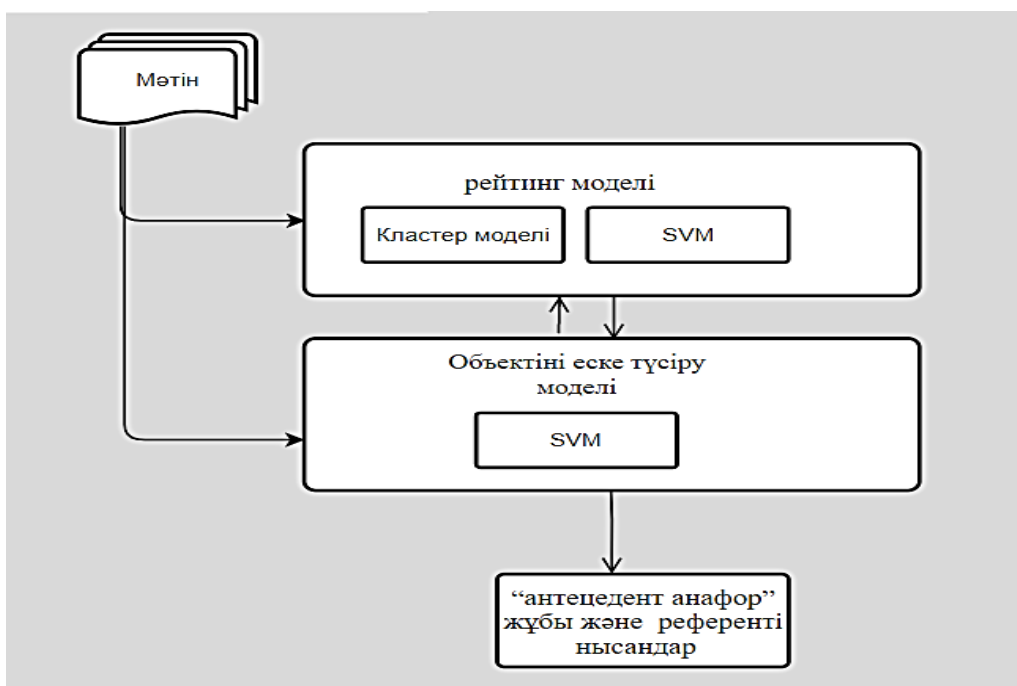 Мәтін
рейтинг моделі
Кластер моделі
SVM
Объектіні еске түсіру
моделі
SVM
“антецедент анафор”
жұбы және референті
нысандар